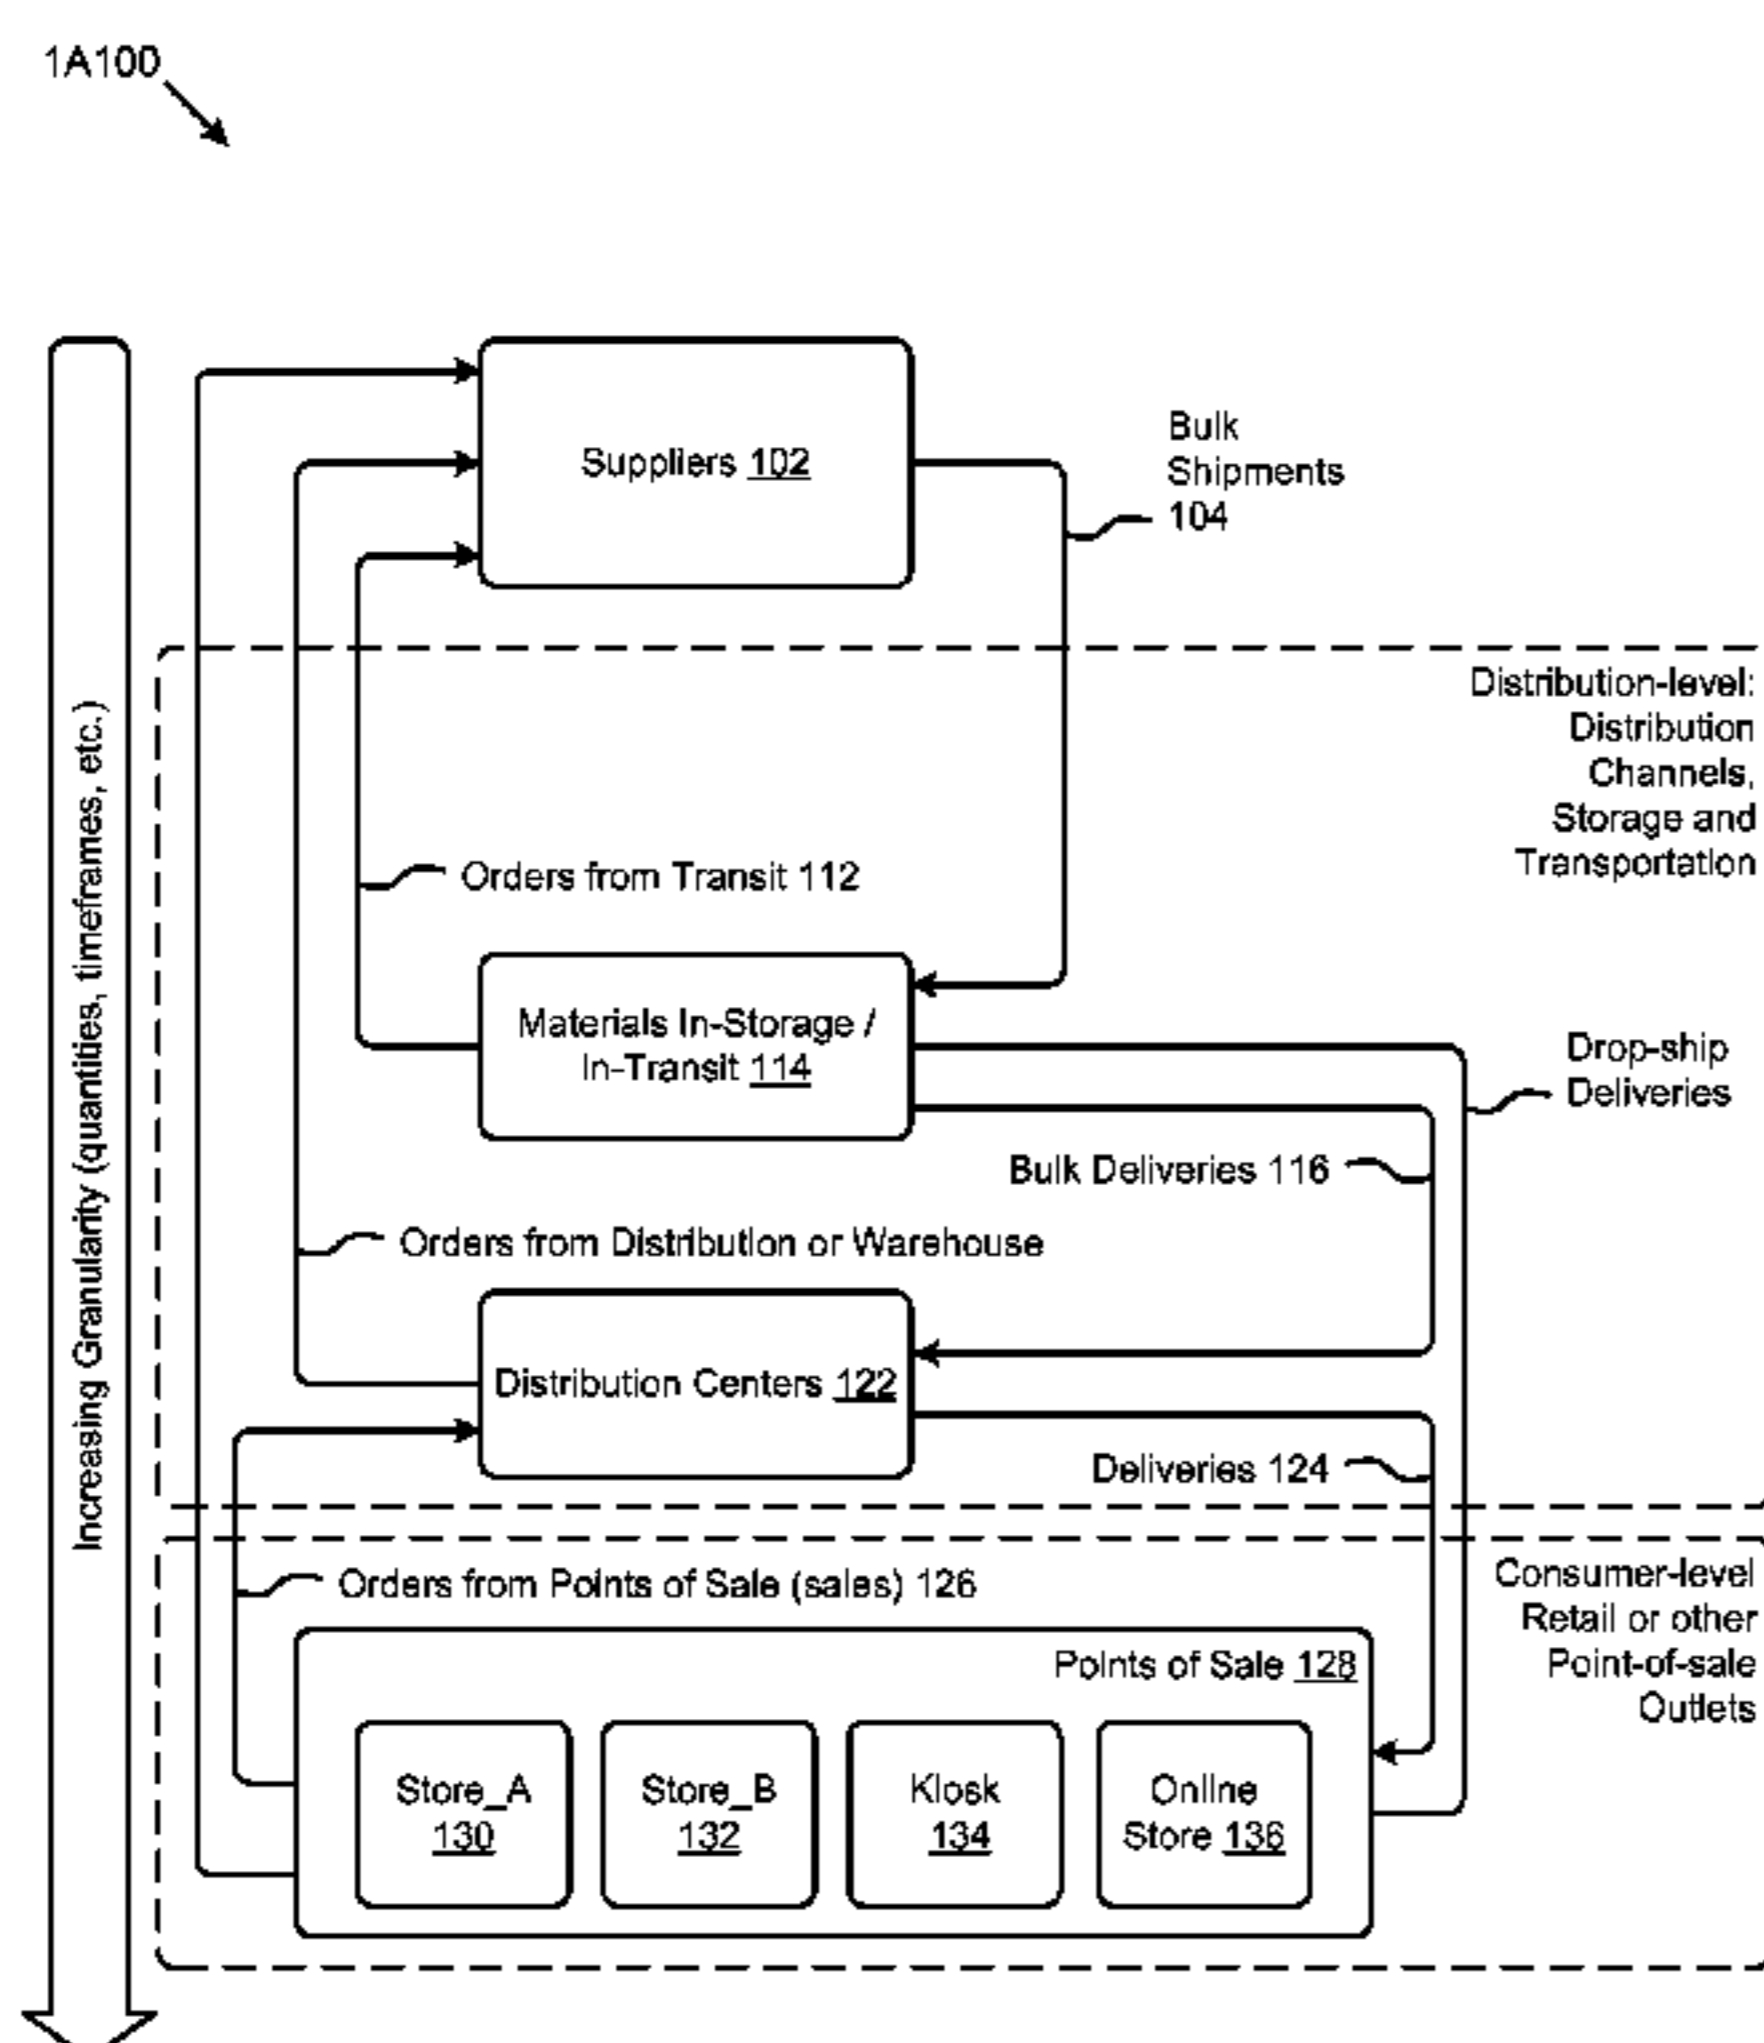 1A100
Suppliers 102
Bulk
Shipments
104
Distribution-level:
Distribution
Channels,
Storage and
Transportation
Increasing Granularity (quantities, timeframes, etc.)
Orders from Transit 112
Materials In-Storage /
In-Transit 114
Drop-ship
Deliveries
Bulk Deliveries 116
Orders from Distribution or Warehouse
Distribution Centers 122
Deliveries 124
Orders from Points of Sale (sales) 126
Consumer-level
Retail or other
Point-of-sale
Outlets
Points of Sale 128
Store_A
130
Store_B
132
Kiosk
134
Online
Store 136